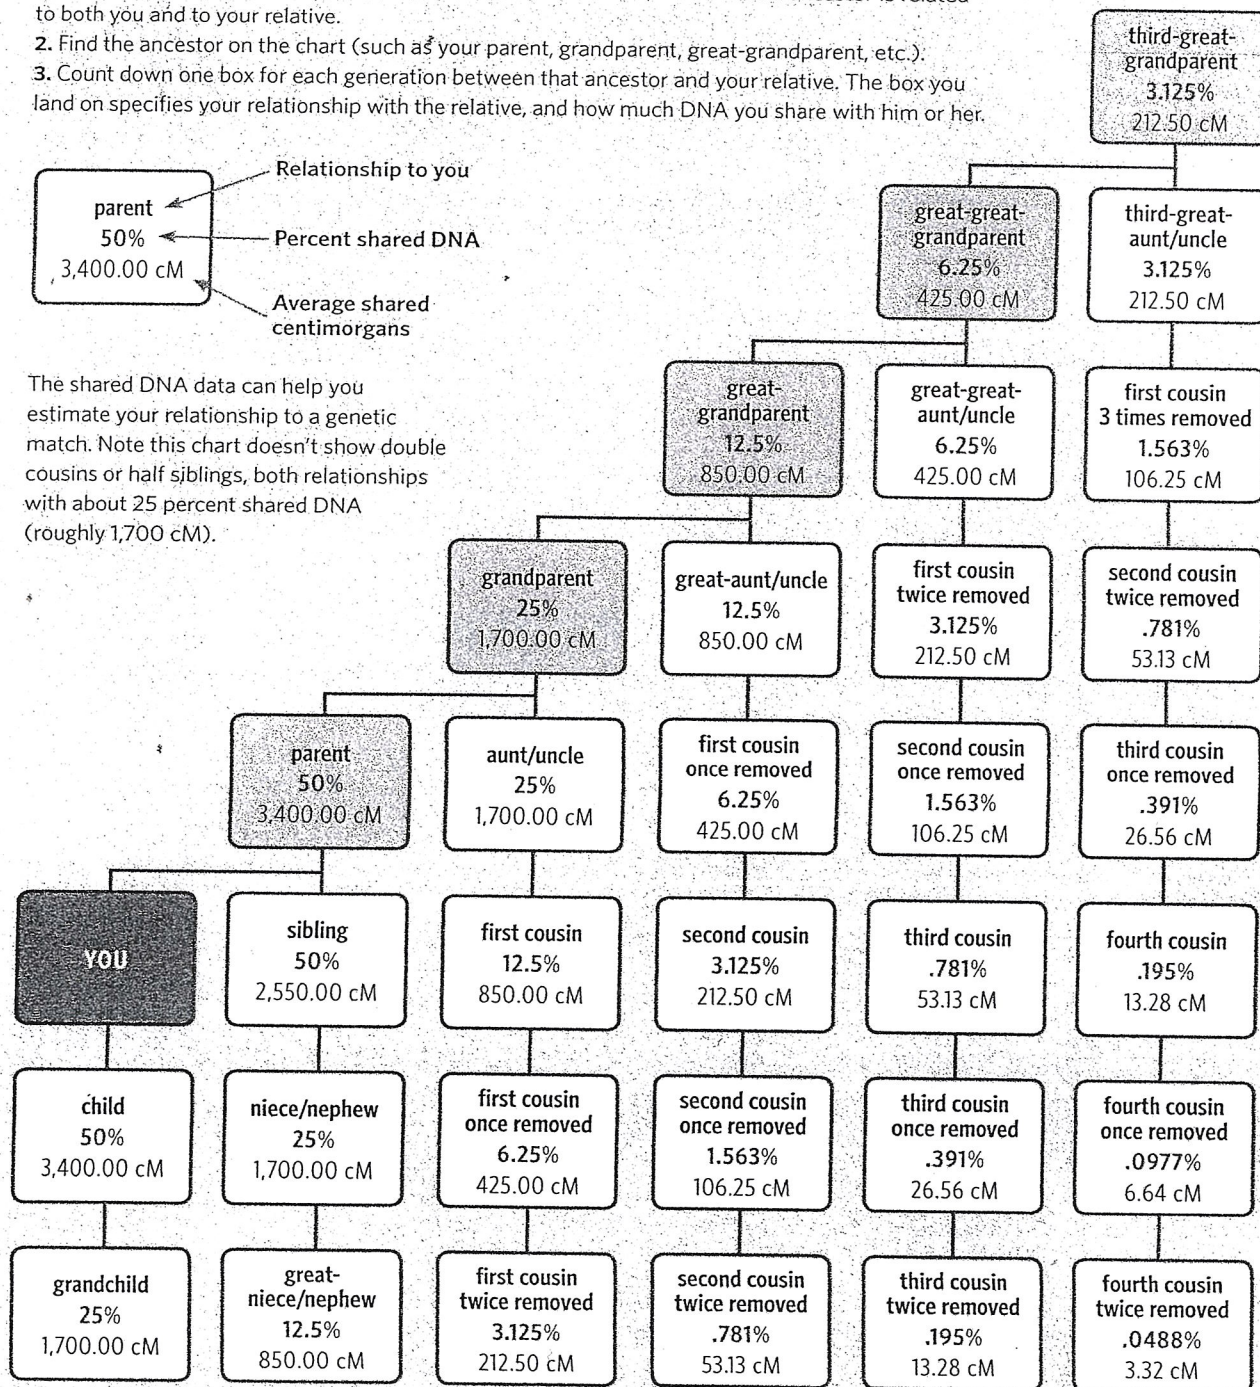 to both you and to your relative.
2. Find the ancestor on the chart (such as your parent, grandparent, great-grandparent, etc.).
3. Count down one box for each generation between that ancestor and your relative. The box you
land on specifies your relationship with the relative, and how much DNA you share with him or her.
parent
50%
3,400.00 cM
Relationship to you
Percent shared DNA
Average shared
centimorgans
The shared DNA data can help you
estimate your relationship to a genetic
match. Note this chart doesn't show double
cousins or half siblings, both relationships
with about 25 percent shared DNA
(roughly 1,700 cM).
third-great-
grandparent
3.125%
212.50 cM
great-great-
grandparent
6.25%
425.00 cM
third-great-
aunt/uncle
3.125%
212.50 cM
great-
grandparent
12.5%
850.00 cM
great-great-
aunt/uncle
6.25%
425.00 cM
first cousin
3 times removed
1.563%
106.25 cM
grandparent
25%
1,700.00 cM
great-aunt/uncle
12.5%
850.00 cM
first cousin
twice removed
3.125%
212.50 cM
second cousin
twice removed
.781%
53.13 cM
parent
50%
3,400.00 cM
aunt/uncle
25%
1,700.00 cM
first cousin
once removed
6.25%
425.00 cM
second cousin
once removed
1.563%
106.25 cM
third cousin
once removed
.391%
26.56 cM
YOU
sibling
50%
2,550.00 cM
first cousin
12.5%
850.00 cM
second cousin
3.125%
212.50 cM
third cousin
.781%
53.13 cM
fourth cousin
.195%
13.28 cM
child
50%
3,400.00 cM
niece/nephew
25%
1,700.00 cM
first cousin
once removed
6.25%
425.00 cM
second cousin
once removed
1.563%
106.25 cM
third cousin
once removed
.391%
26.56 cM
fourth cousin
once removed
.0977%
6.64 cM
grandchild
25%
1,700.00 cM
great-
niece/nephew
12.5%
850.00 cM
first cousin
twice removed
3.125%
212.50 cM
second cousin
twice removed
.781%
53.13 cM
third cousin
twice removed
.195%
13.28 cM
fourth cousin
twice removed
.0488%
3.32 cM